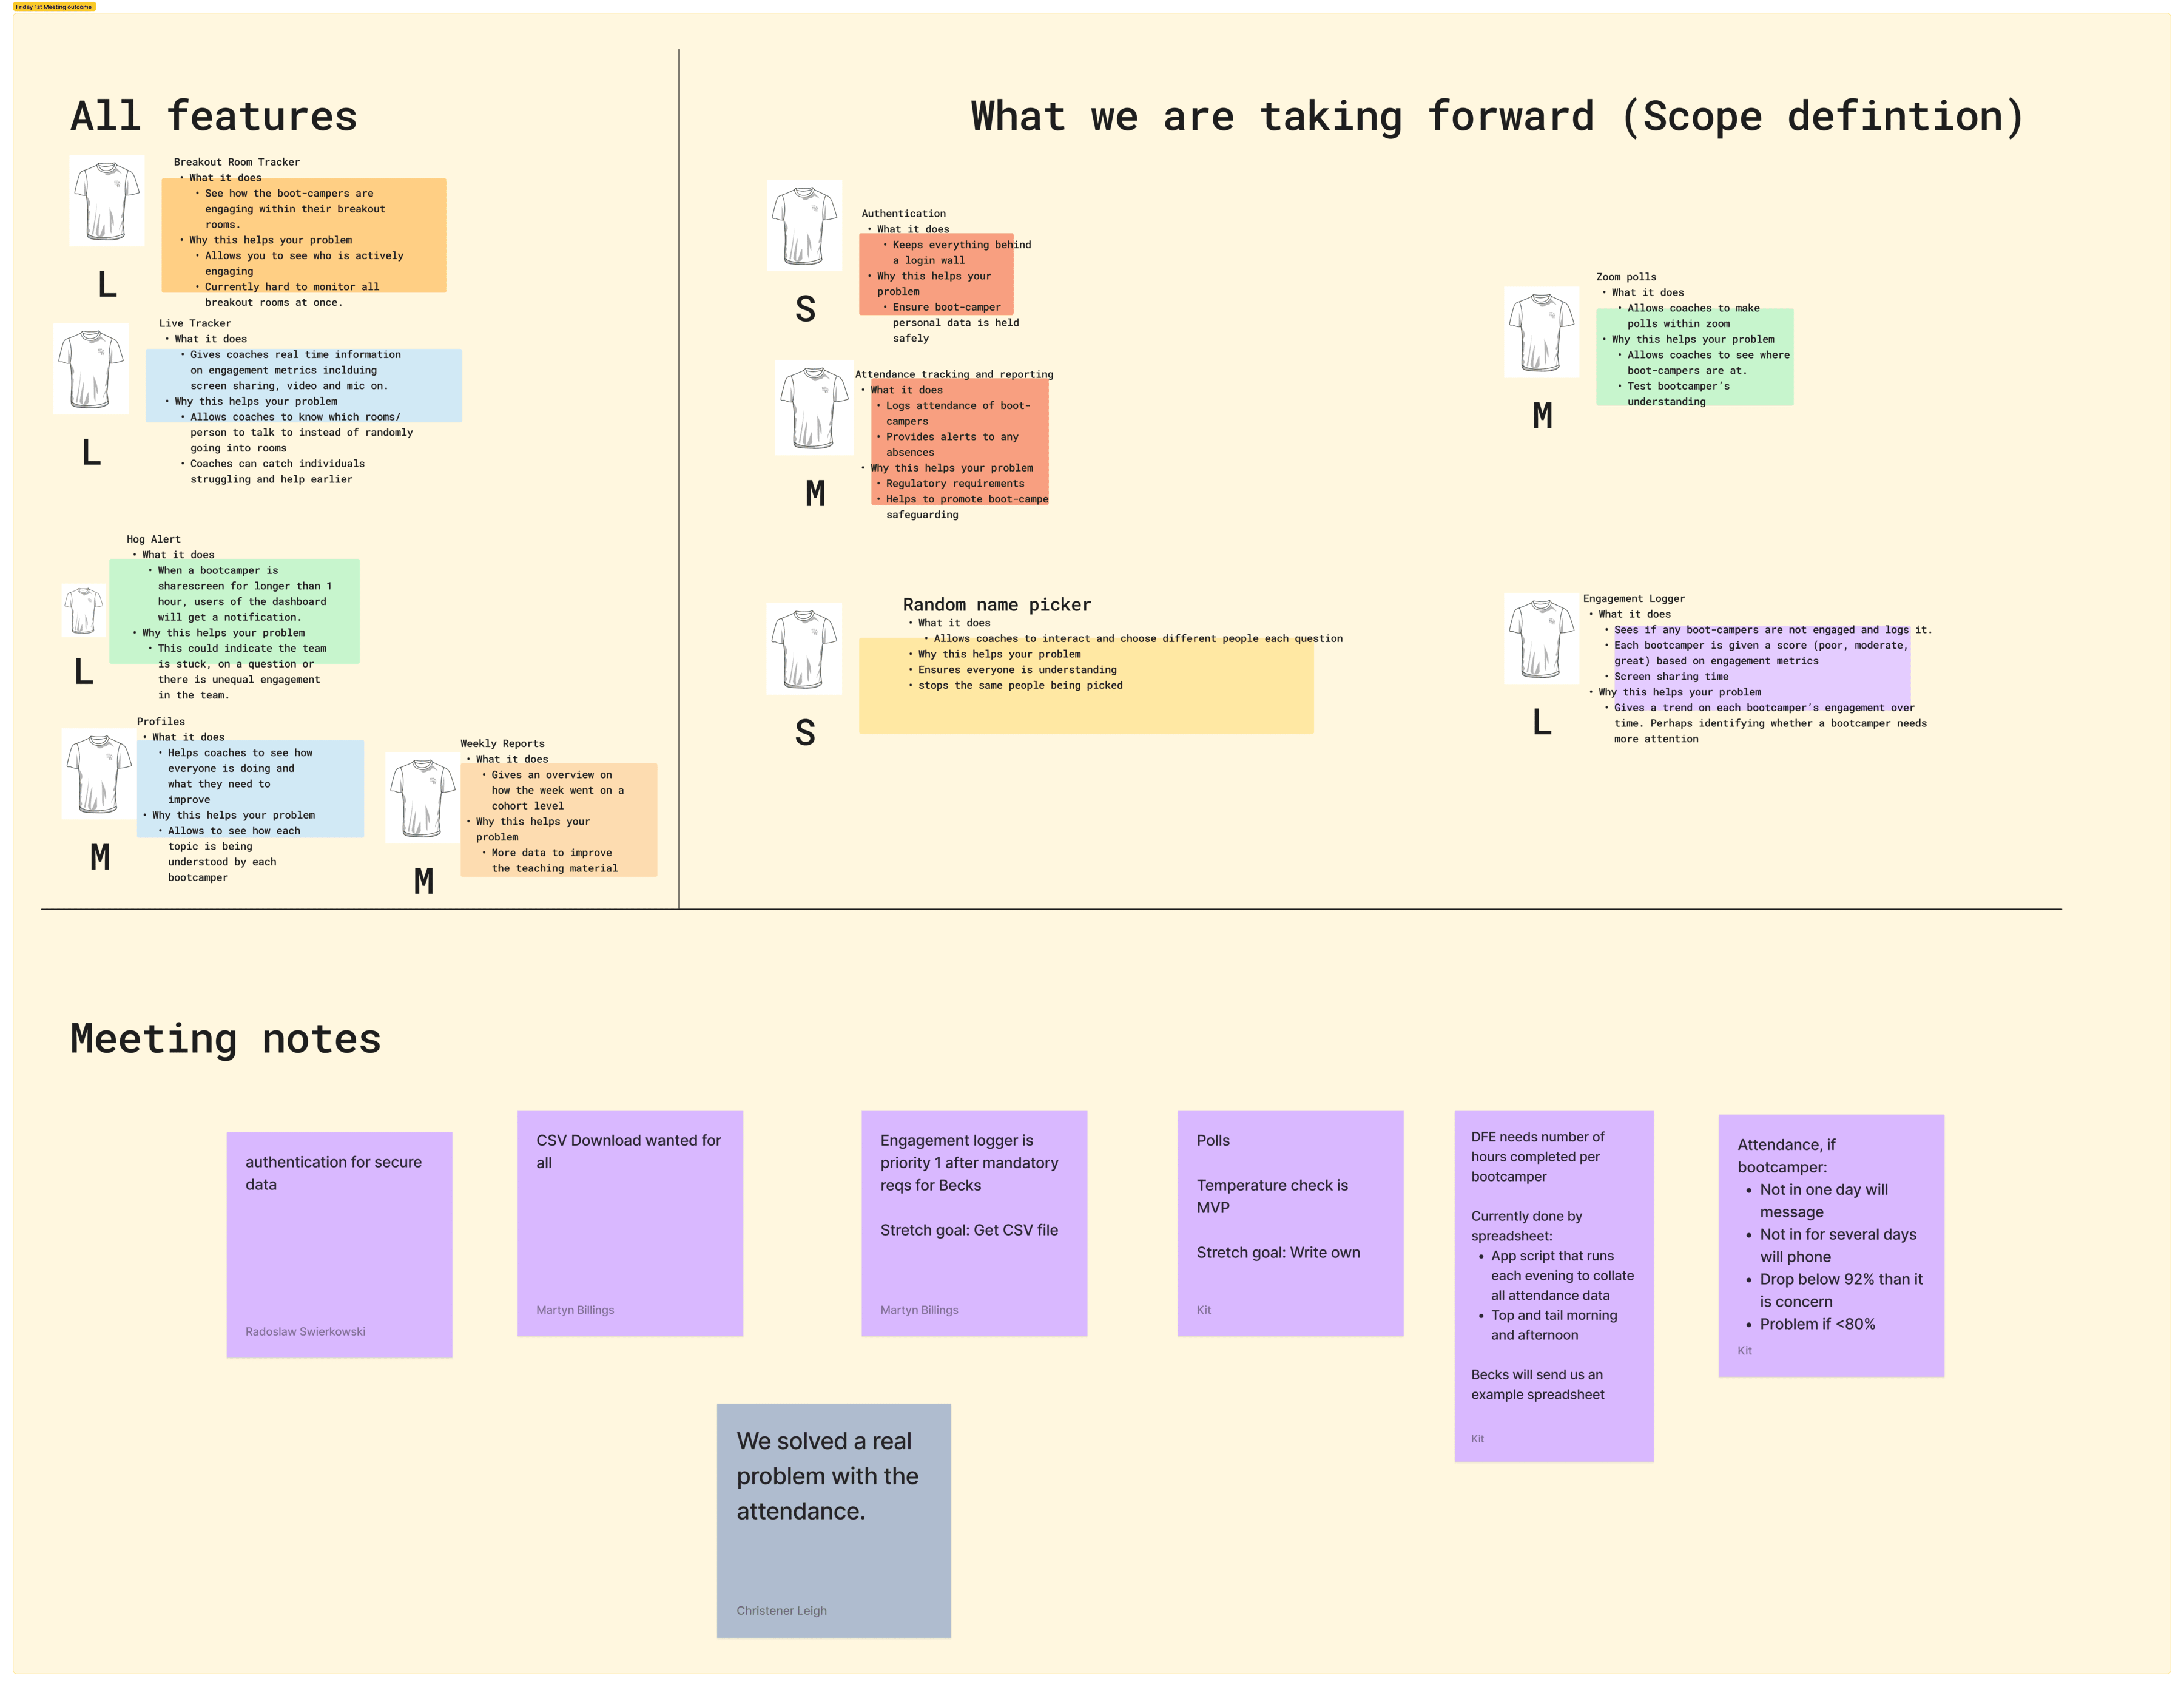 Friday 1st Meeting outcome
All features
Breakout Room Tracker
• What it does
• See how the boot-campers are
engaging within their breakout
rooms.
• Why this helps your problem
• Allows you to see who is actively
engaging
• Currently hard to monitor all
breakout rooms at once.
L
Live Tracker
• What it does
• Gives coaches real time information
on engagement metrics inclduing
screen sharing, video and mic on.
• Why this helps your problem
• Allows coaches to know which rooms/
person to talk to instead of randomly
going into rooms
• Coaches can catch individuals
struggling and help earlier
L
Hog Alert
• What it does
• When a bootcamper is
sharescreen for longer than 1
hour, users of the dashboard
will get a notification.
• Why this helps your problem
• This could indicate the team
is stuck, on a question or
there is unequal engagement
in the team.
L
Profiles
• What it does
• Helps coaches to see how
everyone is doing and
what they need to
improve
• Why this helps your problem
• Allows to see how each
topic is being
understood by each
bootcamper
M
Weekly Reports
• What it does
• Gives an overview on
how the week went on a
cohort level
• Why this helps your
problem
• More data to improve
the teaching material
M
What we are taking forward (Scope defintion)
Authentication
• What it does
• Keeps everything behind
a login wall
• Why this helps your
problem
• Ensure boot-camper
personal data is held
safely
S
Attendance tracking and reporting
• What it does
• Logs attendance of boot-
campers
• Provides alerts to any
absences
• Why this helps your problem
• Regulatory requirements
• Helps to promote boot-campe
safeguarding
M
Random name picker
• What it does
• Allows coaches to interact and choose different people each question
• Why this helps your problem
• Ensures everyone is understanding
• stops the same people being picked
S
Zoom polls
• What it does
• Allows coaches to make
polls within zoom
• Why this helps your problem
• Allows coaches to see where
boot-campers are at.
• Test bootcamper's
understanding
M
Engagement Logger
• What it does
• Sees if any boot-campers are not engaged and logs it.
• Each bootcamper is given a score (poor, moderate,
great) based on engagement metrics
• Screen sharing time
• Why this helps your problem
• Gives a trend on each bootcamper's engagement over
time. Perhaps identifying whether a bootcamper needs
more attention
L
Meeting notes
authentication for secure
data
Radoslaw Swierkowski
CSV Download wanted for
all
Martyn Billings
Engagement logger is
priority 1 after mandatory
reqs for Becks
Stretch goal: Get CSV file
Martyn Billings
Polls
Temperature check is
MVP
Stretch goal: Write own
Kit
DFE needs number of
hours completed per
bootcamper
Currently done by
spreadsheet:
• App script that runs
each evening to collate
all attendance data
• Top and tail morning
and afternoon
Becks will send us an
example spreadsheet
Kit
Attendance, if
bootcamper:
• Not in one day will
message
• Not in for several days
will phone
• Drop below 92% than it
is concern
• Problem if <80%
Kit
We solved a real
problem with the
attendance.
Christener Leigh